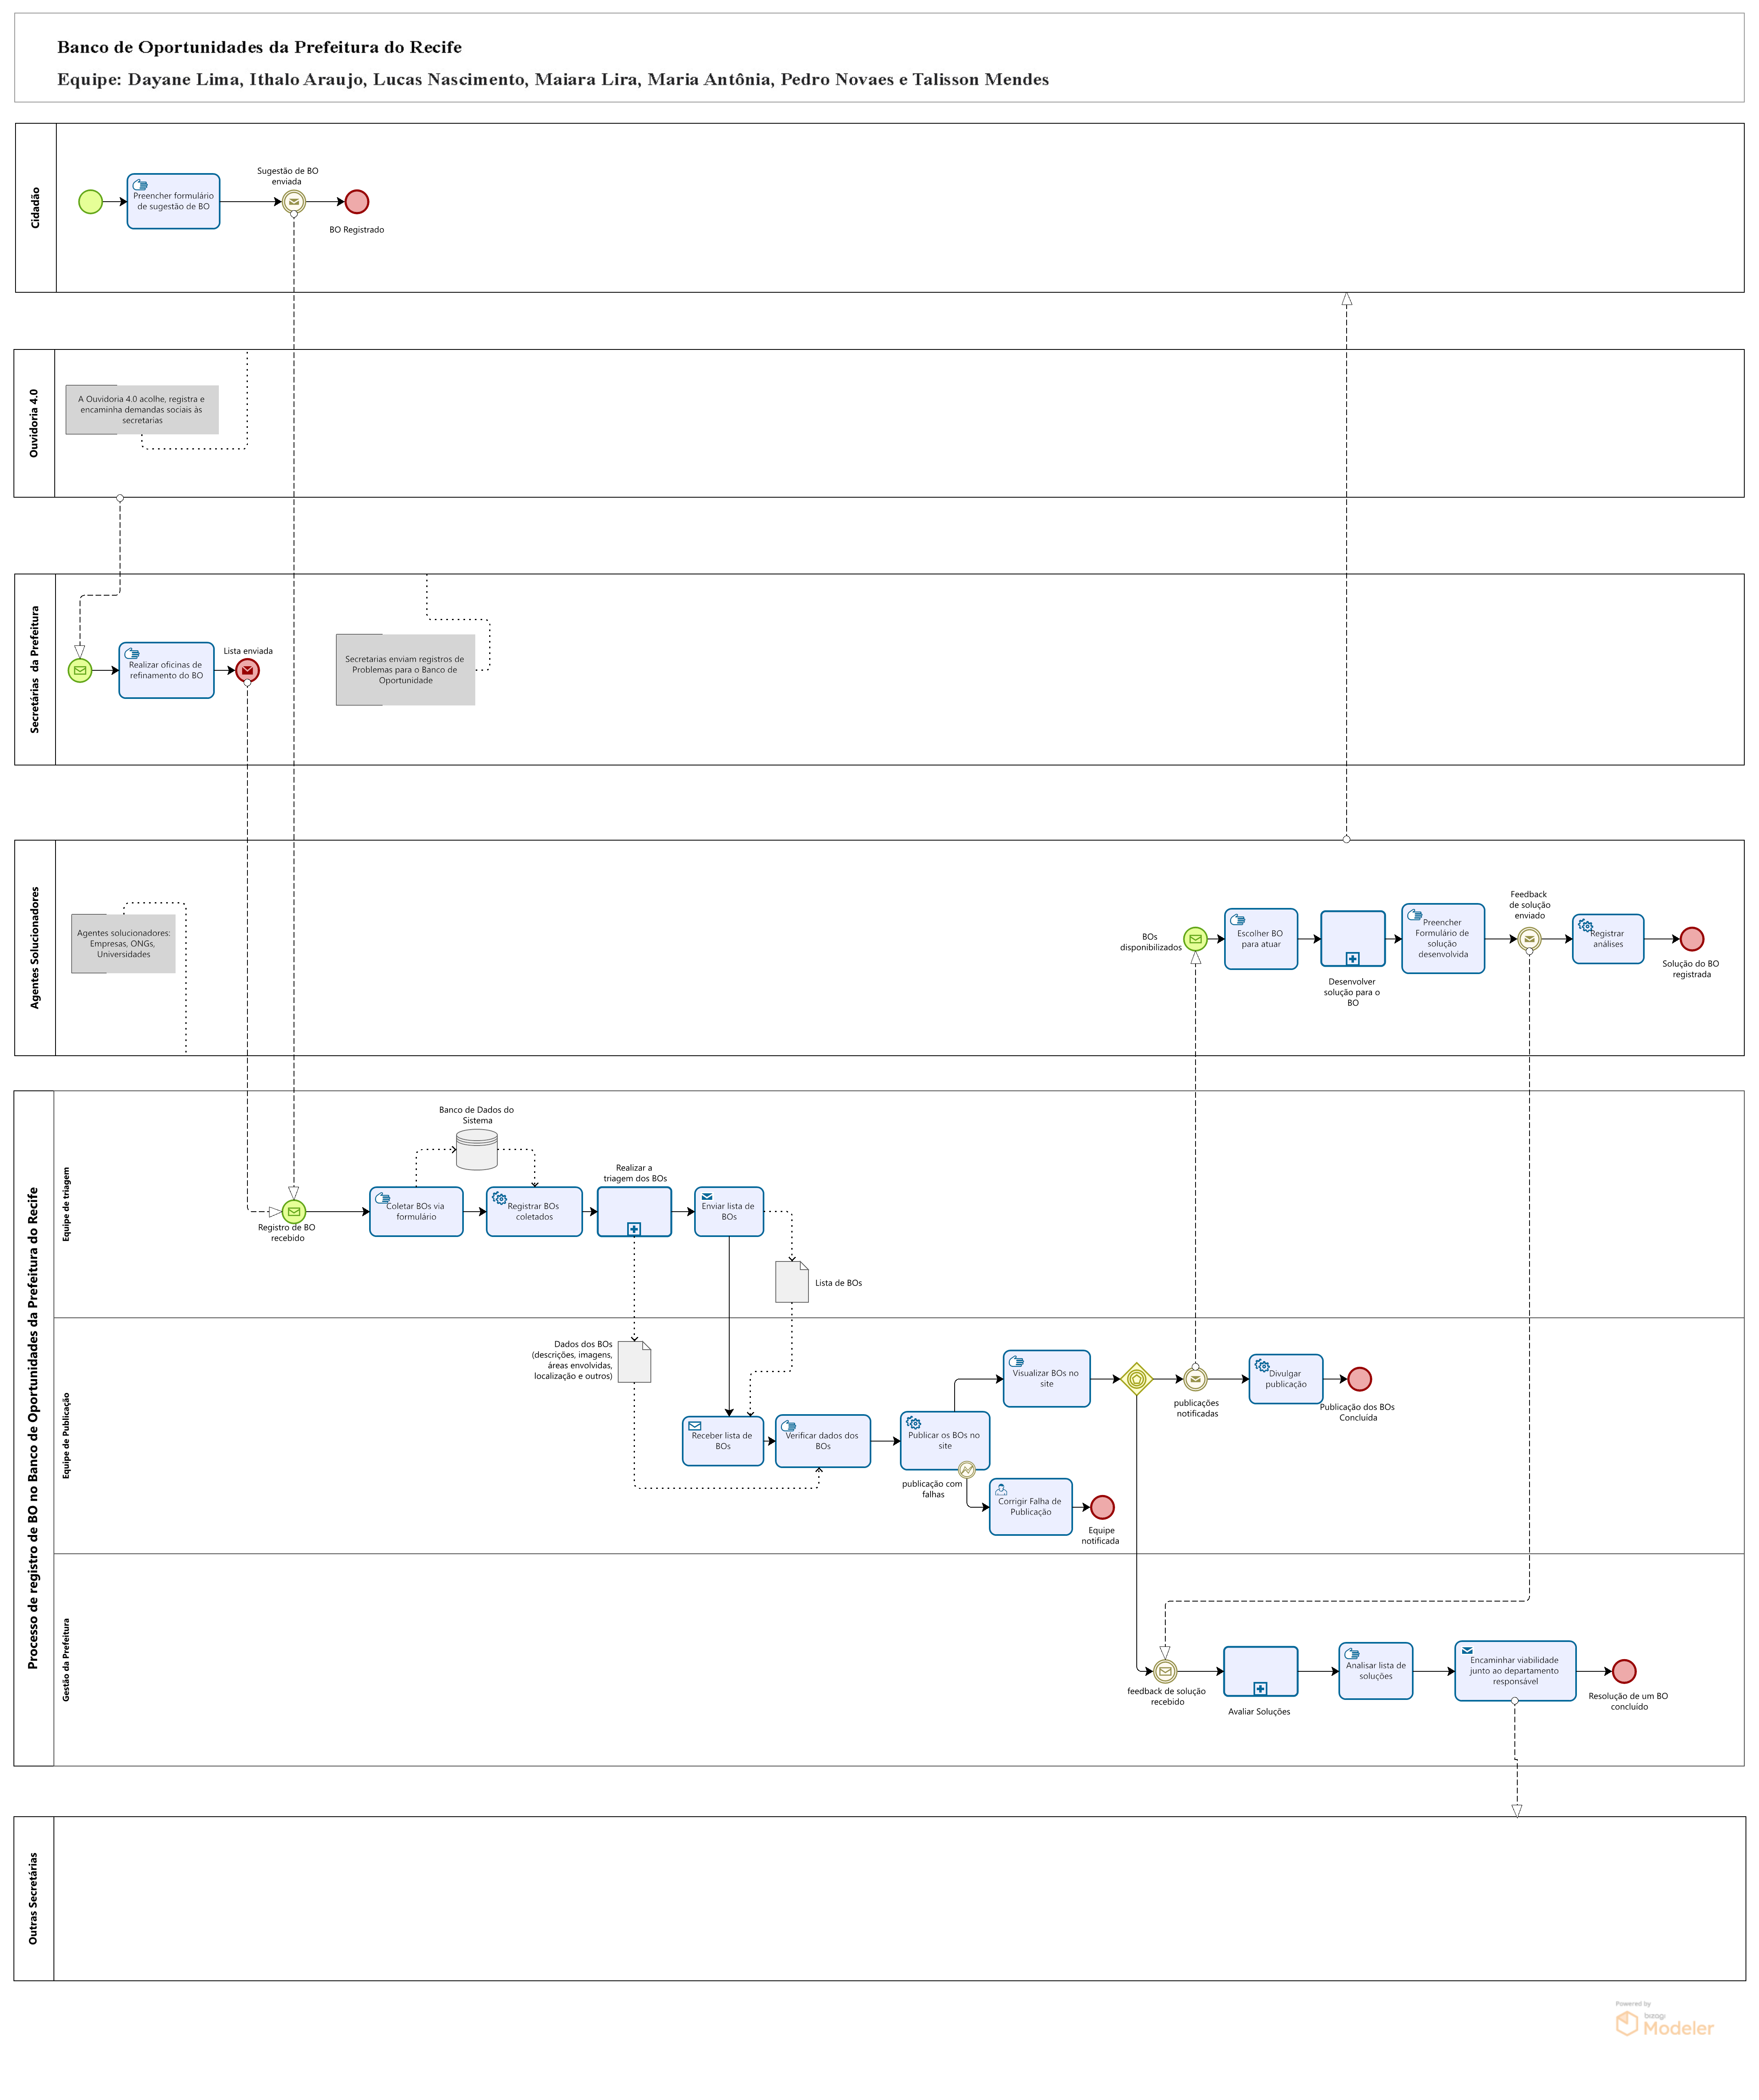 Banco de Oportunidades da Prefeitura do Recife
Equipe: Dayane Lima, Ithalo Araujo, Lucas Nascimento, Maiara Lira, Maria Antônia, Pedro Novaes e Talisson Mendes
Cidadão
Preencher formulário
de sugestão de BO
Sugestão de BO
enviada
BO Registrado
Ouvidoria 4.0
A Ouvidoria 4.0 acolhe, registra e
encaminha demandas sociais às
secretarias
Secretárias da Prefeitura
Realizar oficinas de
refinamento do BO
Lista enviada
Secretarias enviam registros de
Problemas para o Banco de
Oportunidade
Agentes Solucionadores
Agentes solucionadores:
Empresas, ONGs,
Universidades
BOs
disponibilizados
Escolher BO
para atuar
Desenvolver
solução para o
BO
Preencher
Formulário de
solução
desenvolvida
Feedback
de solução
enviado
Registrar
análises
Solução do BO
registrada
Processo de registro de BO no Banco de Oportunidades da Prefeitura do Recife
Equipe de triagem
Registro de BO
recebido
Coletar BOs via
formulário
Banco de Dados do
Sistema
Registrar BOs
coletados
Realizar a
triagem dos BOs
Enviar lista de
BOs
Lista de BOs
Equipe de Publicação
Dados dos BOs
(descrições, imagens,
áreas envolvidas,
localização e outros)
Receber lista de
BOs
Verificar dados dos
BOs
Publicar os BOs no
site
publicação com
falhas
Visualizar BOs no
site
Corrigir Falha de
Publicação
Equipe
notificada
publicações
notificadas
Divulgar
publicação
Publicação dos BOs
Concluída
Gestão da Prefeitura
feedback de solução
recebido
Avaliar Soluções
Analisar lista de
soluções
Encaminhar viabilidade
junto ao departamento
responsável
Resolução de um BO
concluído
Outras Secretárias
Powered by
bizagi
Modeler